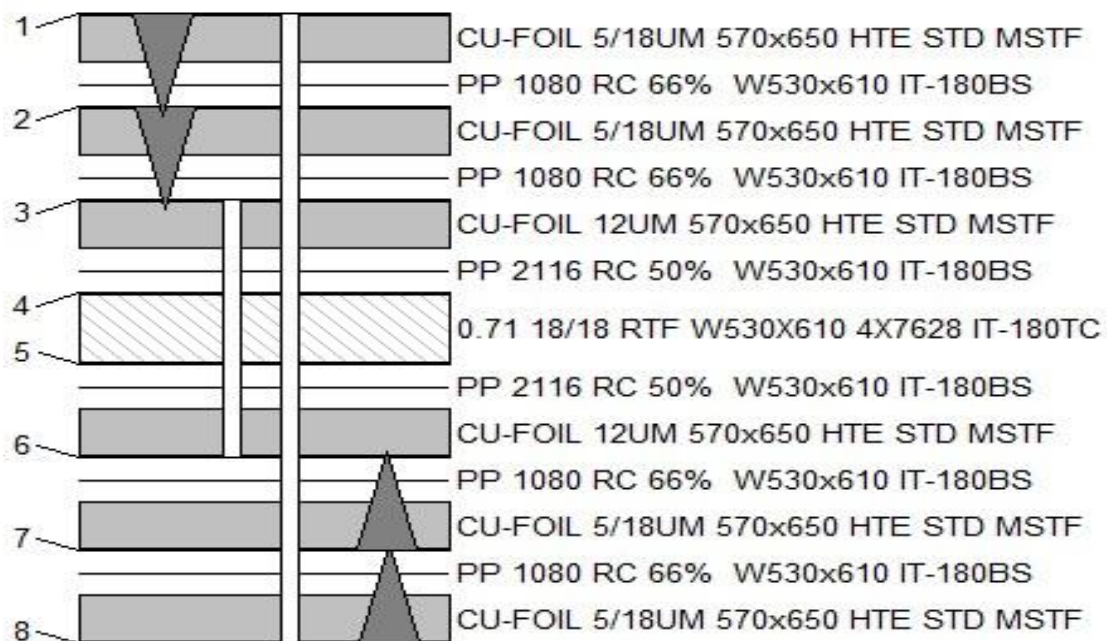 1
CU-FOIL 5/18UM 570x650 HTE STD MSTF
PP 1080 RC 66% W530x610 IT-180BS
2
CU-FOIL 5/18UM 570x650 HTE STD MSTF
PP 1080 RC 66% W530x610 IT-180BS
3
CU-FOIL 12UM 570x650 HTE STD MSTF
PP 2116 RC 50% W530x610 IT-180BS
4
0.71 18/18 RTF W530X610 4X7628 IT-180TC
5
PP 2116 RC 50% W530x610 IT-180BS
CU-FOIL 12UM 570x650 HTE STD MSTF
6
PP 1080 RC 66% W530x610 IT-180BS
CU-FOIL 5/18UM 570x650 HTE STD MSTF
7
PP 1080 RC 66% W530x610 IT-180BS
CU-FOIL 5/18UM 570x650 HTE STD MSTF
8